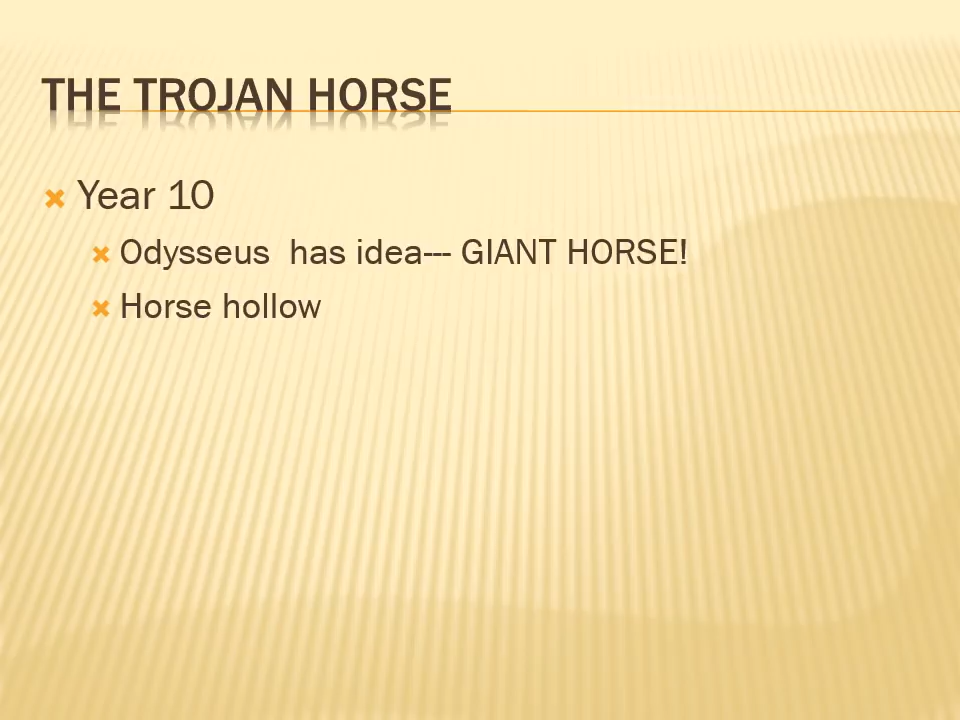 THE TROJAN HORSE
Year 10
Odysseus  has idea--- GIANT HORSE!
Horse hollow